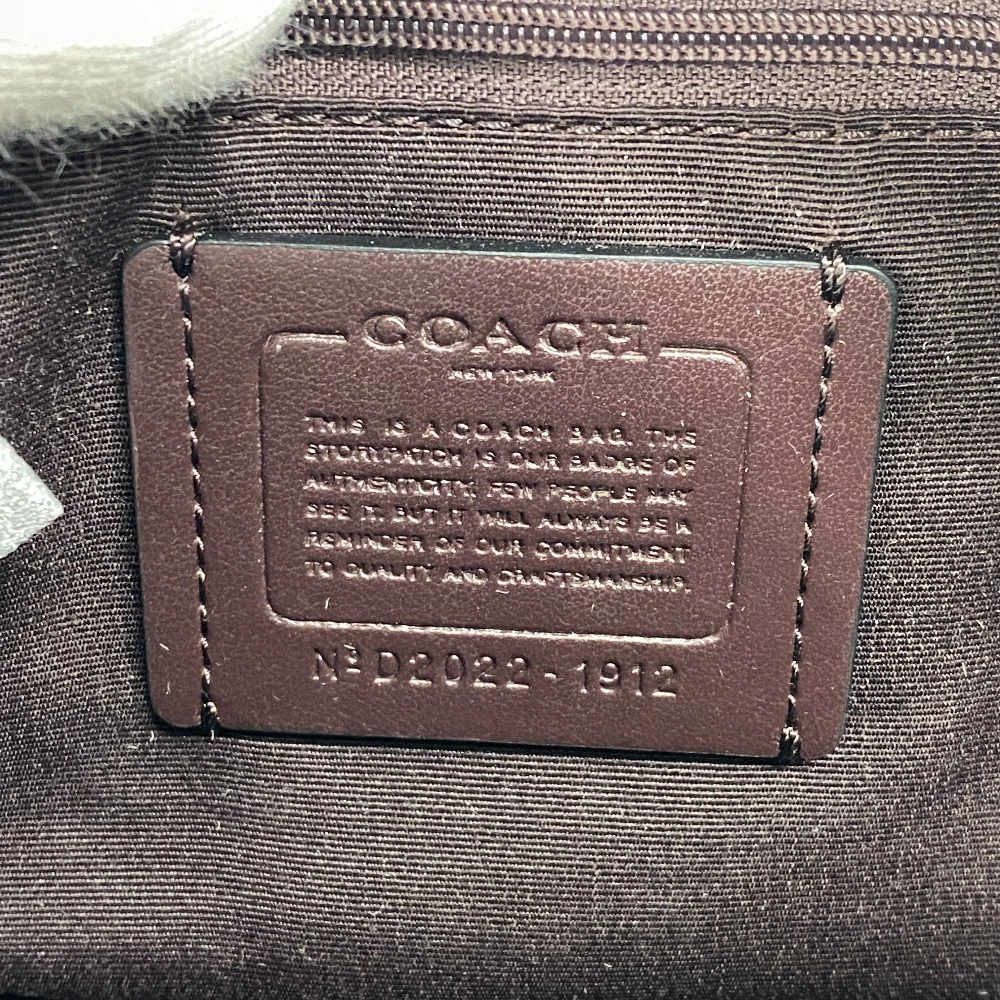 COACH
NEW YORK
THIS IS A COACH BAG. THIS
STORYPATCH IS OUR BADGE OF
AUTHENTICITY. FEW PEOPLE MAY
SEE IT. BUT IT WILL ALWAYS BE A
REMINDER OF OUR COMMITMENT
TO QUALITY AND CRAFTSMANSHIP.
Nº D2022-1912